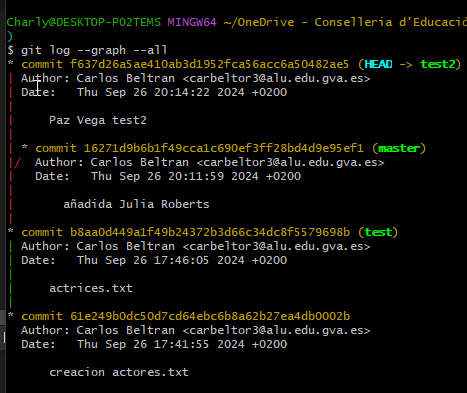 Charly@DESKTOP-PO2TEMS MINGW64 ~/OneDrive - Conselleria d'Educació
)
$ git log --graph --all
* commit f637d26a5ae410ab3d1952fca56acc6a50482ae5 (HEAD -> test2)
| Author: Carlos Beltran <carbeltor3@alu.edu.gva.es>
| Date:   Thu Sep 26 20:14:22 2024 +0200
|
|     Paz Vega test2
|
| * commit 16271d9b6b1f49cca1c690ef3ff28bd4d9e95ef1 (master)
|/  Author: Carlos Beltran <carbeltor3@alu.edu.gva.es>
|   Date:   Thu Sep 26 20:11:59 2024 +0200
|
|       añadida Julia Roberts
|
* commit b8aa0d449a1f49b24372b3d66c34dc8f5579698b (test)
| Author: Carlos Beltran <carbeltor3@alu.edu.gva.es>
| Date:   Thu Sep 26 17:46:05 2024 +0200
|
|     actrices.txt
|
* commit 61e249b0dc50d7cd64ebc6b8a62b27ea4db0002b
  Author: Carlos Beltran <carbeltor3@alu.edu.gva.es>
  Date:   Thu Sep 26 17:41:55 2024 +0200

      creacion actores.txt